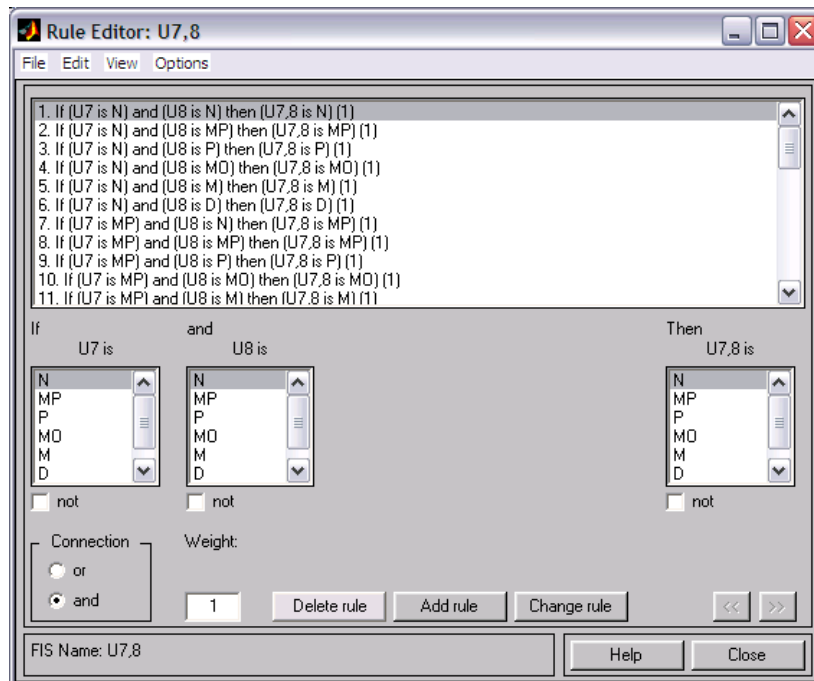 Rule Editor: U7,8
File Edit View Options
1. If (U7 is N) and (U8 is N) then (U7,8 is N) (1)
2. If (U7 is N) and (U8 is MP) then (U7,8 is MP) (1)
3. If (U7 is N) and (U8 is P) then (U7,8 is P) (1)
4. If (U7 is N) and (U8 is MO) then (U7,8 is MO) (1)
5. If (U7 is N) and (U8 is M) then (U7,8 is M) (1)
6. If (U7 is N) and (U8 is D) then (U7,8 is D) (1)
7. If (U7 is MP) and (U8 is N) then (U7,8 is MP) (1)
8. If (U7 is MP) and (U8 is MP) then (U7,8 is MP) (1)
9. If (U7 is MP) and (U8 is P) then (U7,8 is P) (1)
10. If (U7 is MP) and (U8 is MO) then (U7,8 is MO) (1)
11. If (U7 is MP) and (U8 is M) then (U7,8 is M) (1)
If and Then
U7 is U8 is U7,8 is
N N N
MP MP MP
P P P
MO MO MO
M M M
D D D
not not not
Connection Weight:
or
and 1 Delete rule Add rule Change rule << >>
FIS Name: U7,8 Help Close